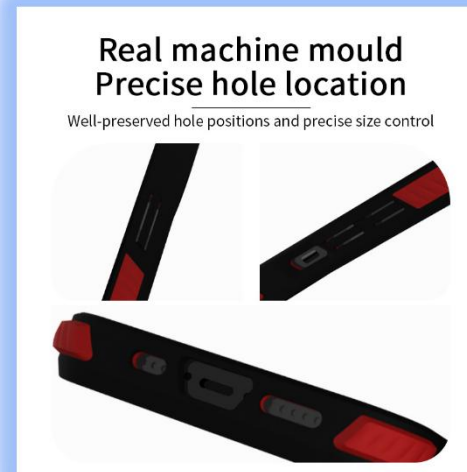 Real machine mould
Precise hole location
Well-preserved hole positions and precise size control